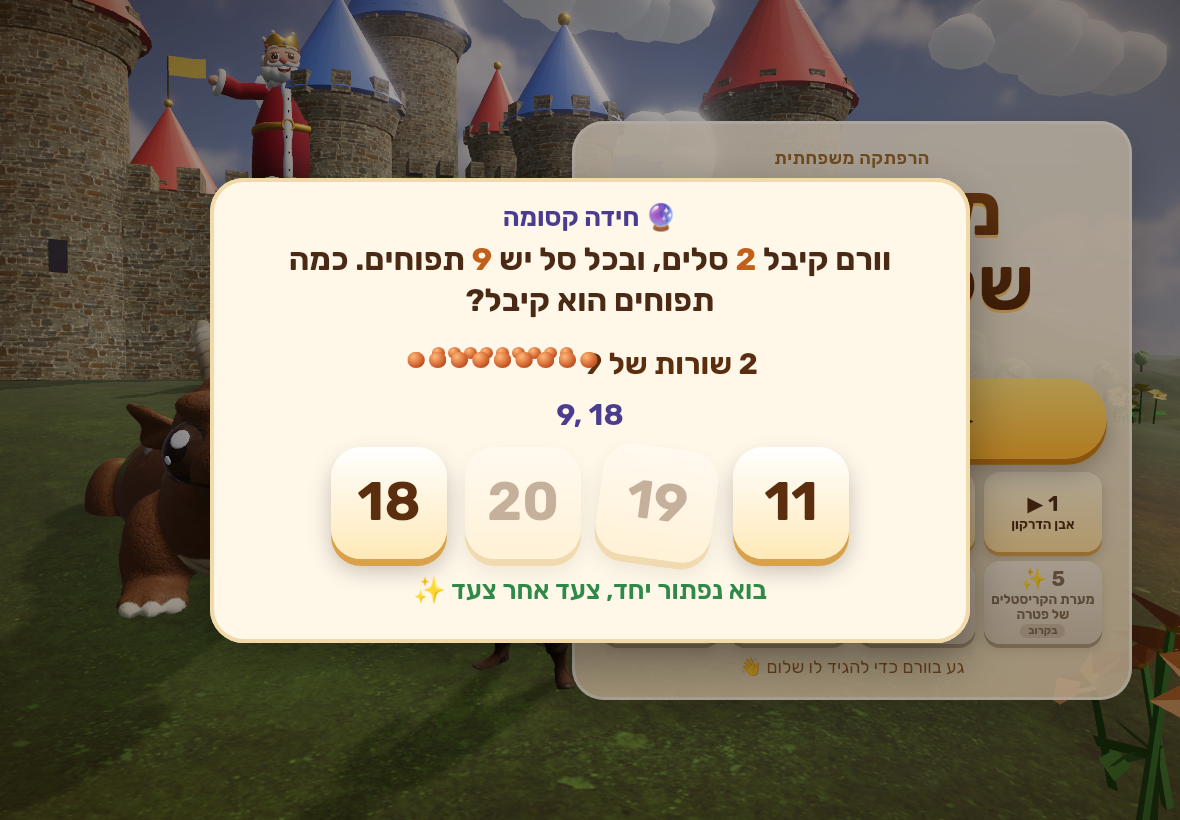 הרפתקה משפחתית
🔮 חידה קסומה
וורם קיבל 2 סלים, ובכל סל יש 9 תפוחים. כמה
תפוחים הוא קיבל?
2 שורות של 9
9, 18
18 20 19 11
בוא נפתור יחד, צעד אחר צעד ✨
1 ▶
אבן הדרקון
5 ✨
מערת הקריסטלים
של פטרה
בקרוב
גע בוורם כדי להגיד לו שלום 👋